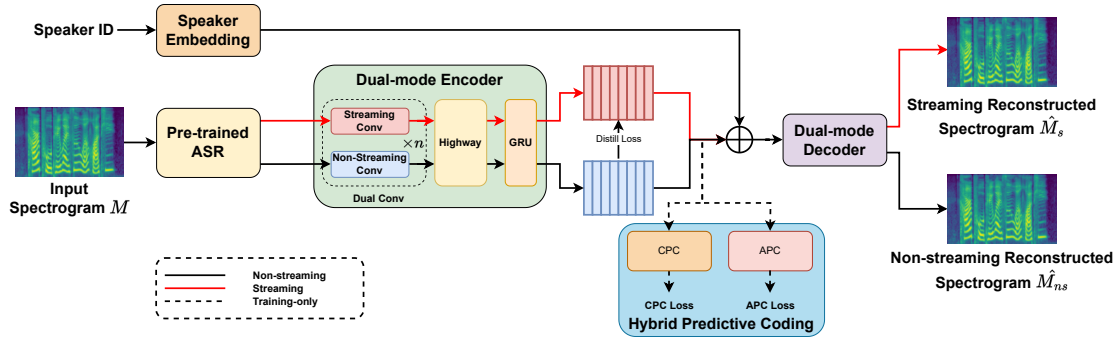 Speaker ID
Speaker
Embedding
Input
Spectrogram M
Pre-trained
ASR
Dual-mode Encoder
Streaming
Conv
×n
Non-Streaming
Conv
Dual Conv
Highway
GRU
Distill Loss
CPC
APC
CPC Loss
APC Loss
Hybrid Predictive Coding
Dual-mode
Decoder
Streaming Reconstructed
Spectrogram M̂s
Non-streaming Reconstructed
Spectrogram M̂ns
Non-streaming
Streaming
Training-only